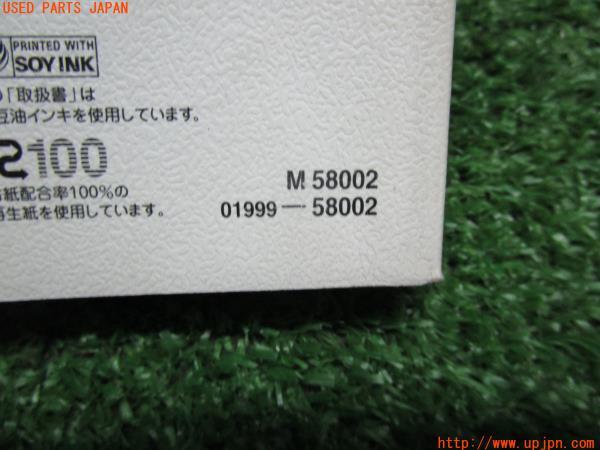 USED PARTS JAPAN
PRINTED WITH
SOY INK
「取扱書」は
豆油インキを使用しています。
100
紙配合率100%の
生紙を使用しています。
M 58002
01999—58002
http://www.upjpn.com/